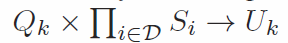 Q_k × ∏_{i∈𝒟} S_i → U_k